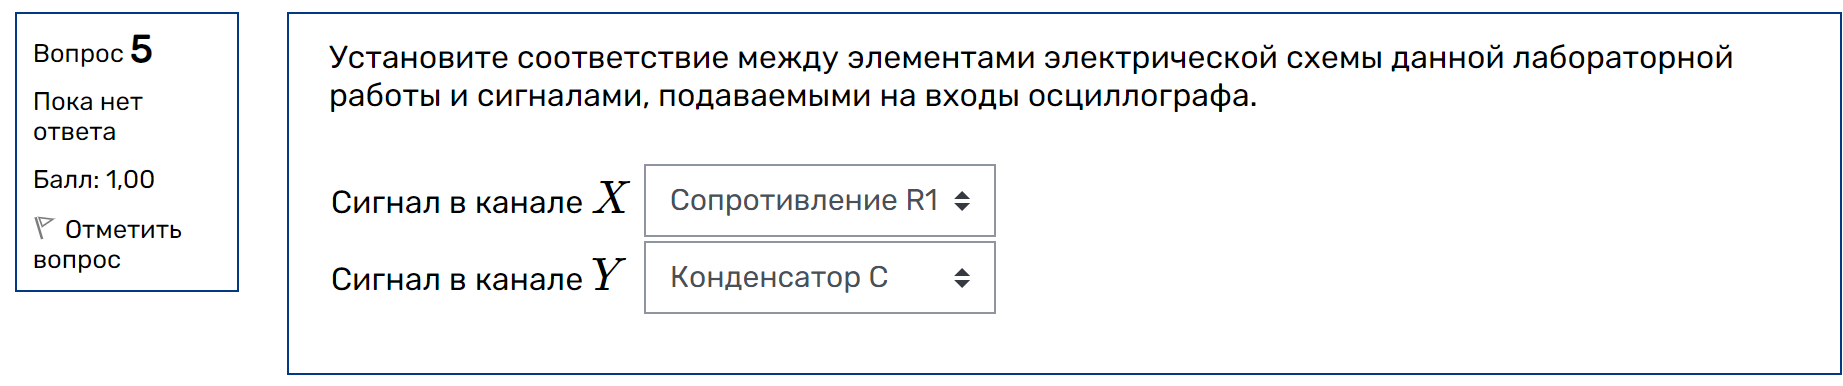 Вопрос 5
Пока нет
ответа
Балл: 1,00
Отметить
вопрос
Установите соответствие между элементами электрической схемы данной лабораторной
работы и сигналами, подаваемыми на входы осциллографа.
Сигнал в канале X Сопротивление R1
Сигнал в канале Y Конденсатор C